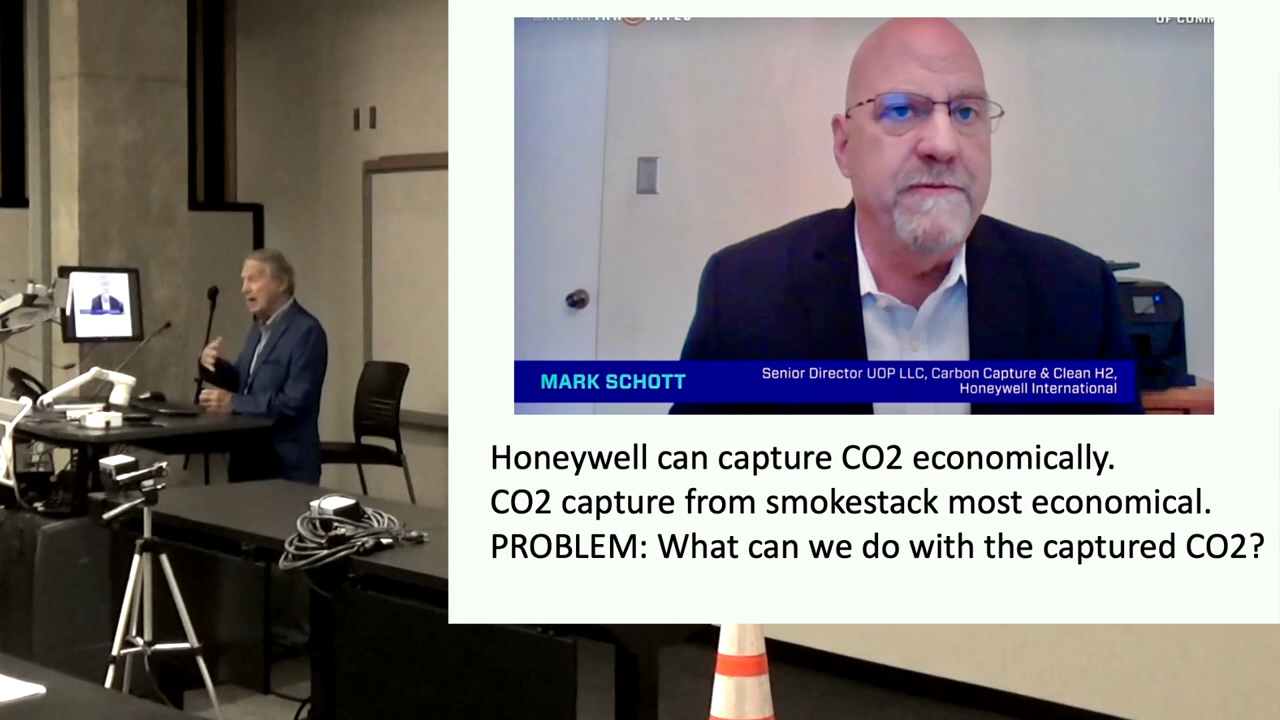 MARK SCHOTT
Senior Director UOP LLC, Carbon Capture & Clean H2,
Honeywell International
Honeywell can capture CO2 economically.
CO2 capture from smokestack most economical.
PROBLEM: What can we do with the captured CO2?